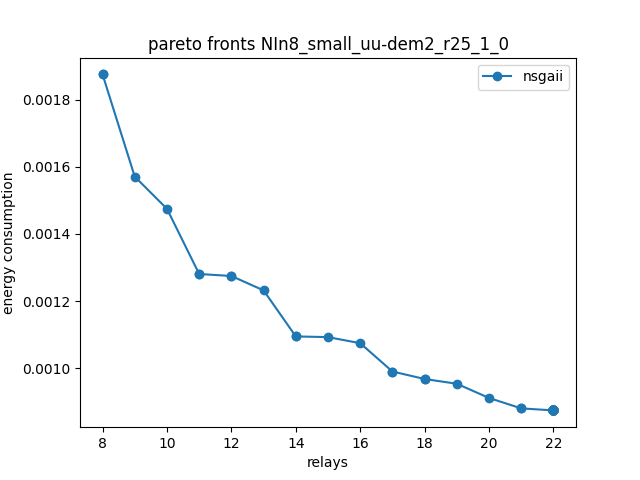 pareto fronts NIn8_small_uu-dem2_r25_1_0
nsgaii
energy consumption
0.0018
0.0016
0.0014
0.0012
0.0010
8 10 12 14 16 18 20 22
relays